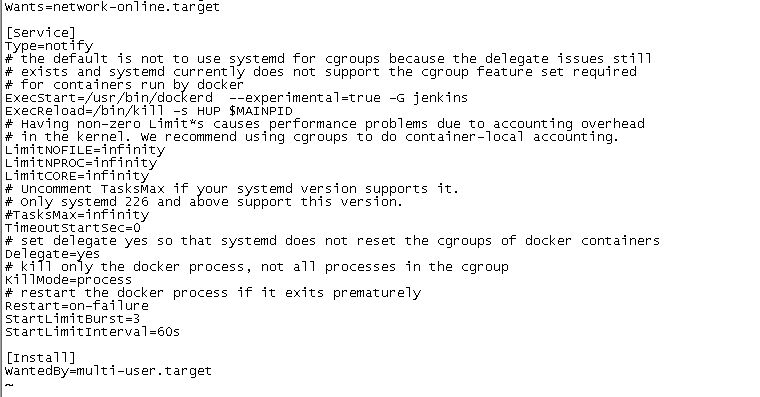 Wants=network-online.target
[Service]
Type=notify
# the default is not to use systemd for cgroups because the delegate issues still
# exists and systemd currently does not support the cgroup feature set required
# for containers run by docker
ExecStart=/usr/bin/dockerd  --experimental=true -G jenkins
ExecReload=/bin/kill -s HUP $MAINPID
# Having non-zero Limit*s causes performance problems due to accounting overhead
# in the kernel. We recommend using cgroups to do container-local accounting.
LimitNOFILE=infinity
LimitNPROC=infinity
LimitCORE=infinity
# Uncomment TasksMax if your systemd version supports it.
# Only systemd 226 and above support this version.
#TasksMax=infinity
TimeoutStartSec=0
# set delegate yes so that systemd does not reset the cgroups of docker containers
Delegate=yes
# kill only the docker process, not all processes in the cgroup
KillMode=process
# restart the docker process if it exits prematurely
Restart=on-failure
StartLimitBurst=3
StartLimitInterval=60s
[Install]
WantedBy=multi-user.target
~